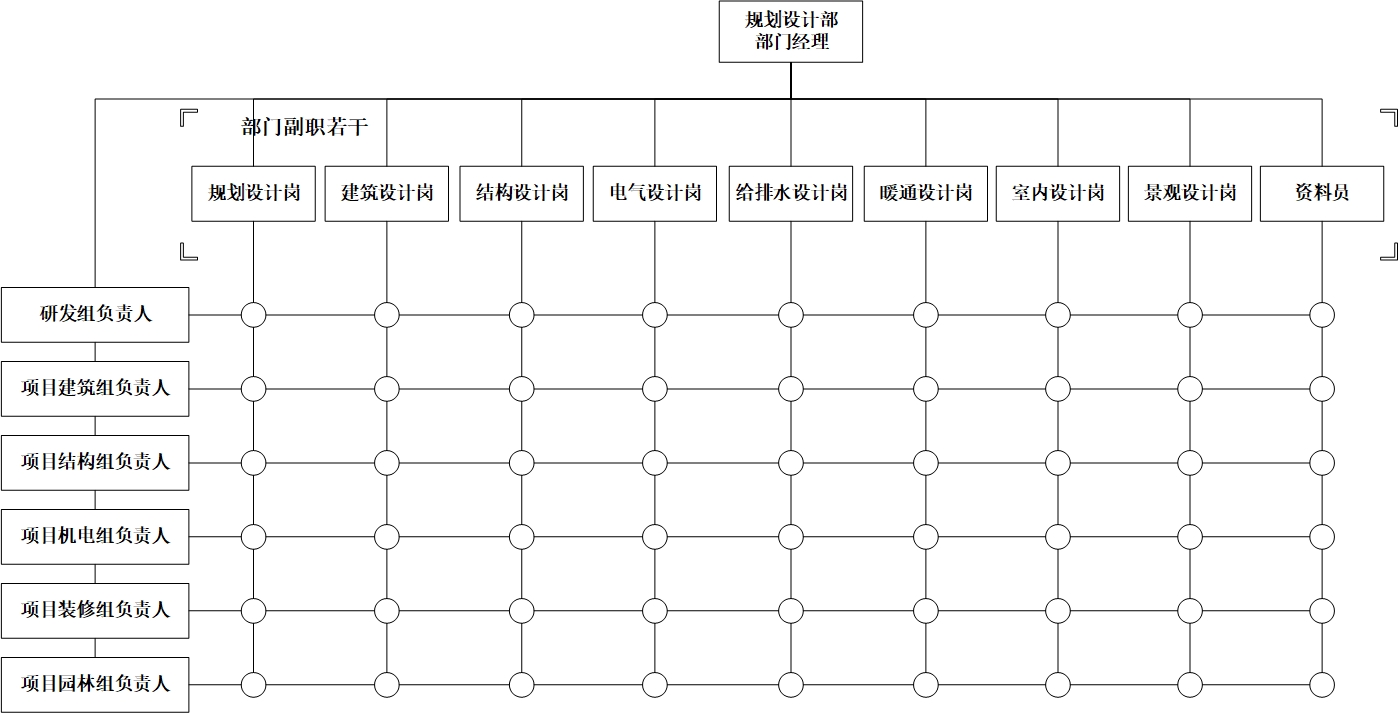 规划设计部
部门经理
部门副职若干
规划设计岗
建筑设计岗
结构设计岗
电气设计岗
给排水设计岗
暖通设计岗
室内设计岗
景观设计岗
资料员
研发组负责人
项目建筑组负责人
项目结构组负责人
项目机电组负责人
项目装修组负责人
项目园林组负责人